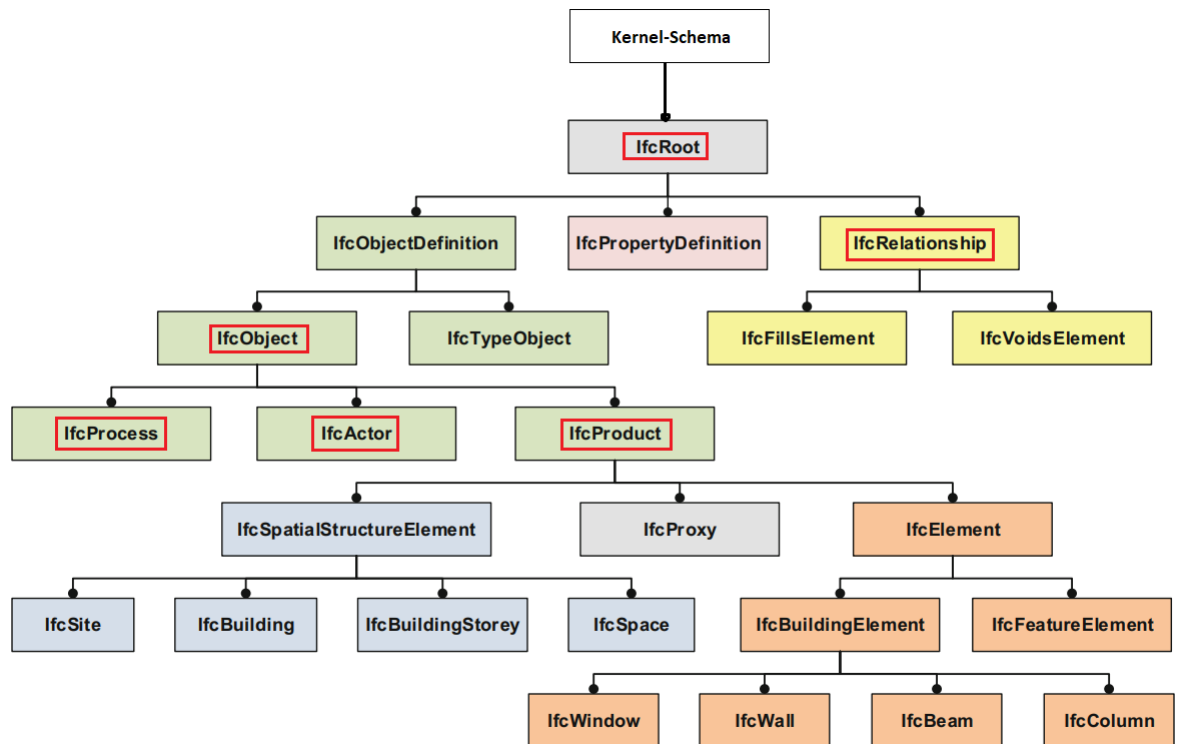 Kernel-Schema
IfcRoot
IfcObjectDefinition
IfcPropertyDefinition
IfcRelationship
IfcObject
IfcTypeObject
IfcFillsElement
IfcVoidsElement
IfcProcess
IfcActor
IfcProduct
IfcSpatialStructureElement
IfcProxy
IfcElement
IfcSite
IfcBuilding
IfcBuildingStorey
IfcSpace
IfcBuildingElement
IfcFeatureElement
IfcWindow
IfcWall
IfcBeam
IfcColumn